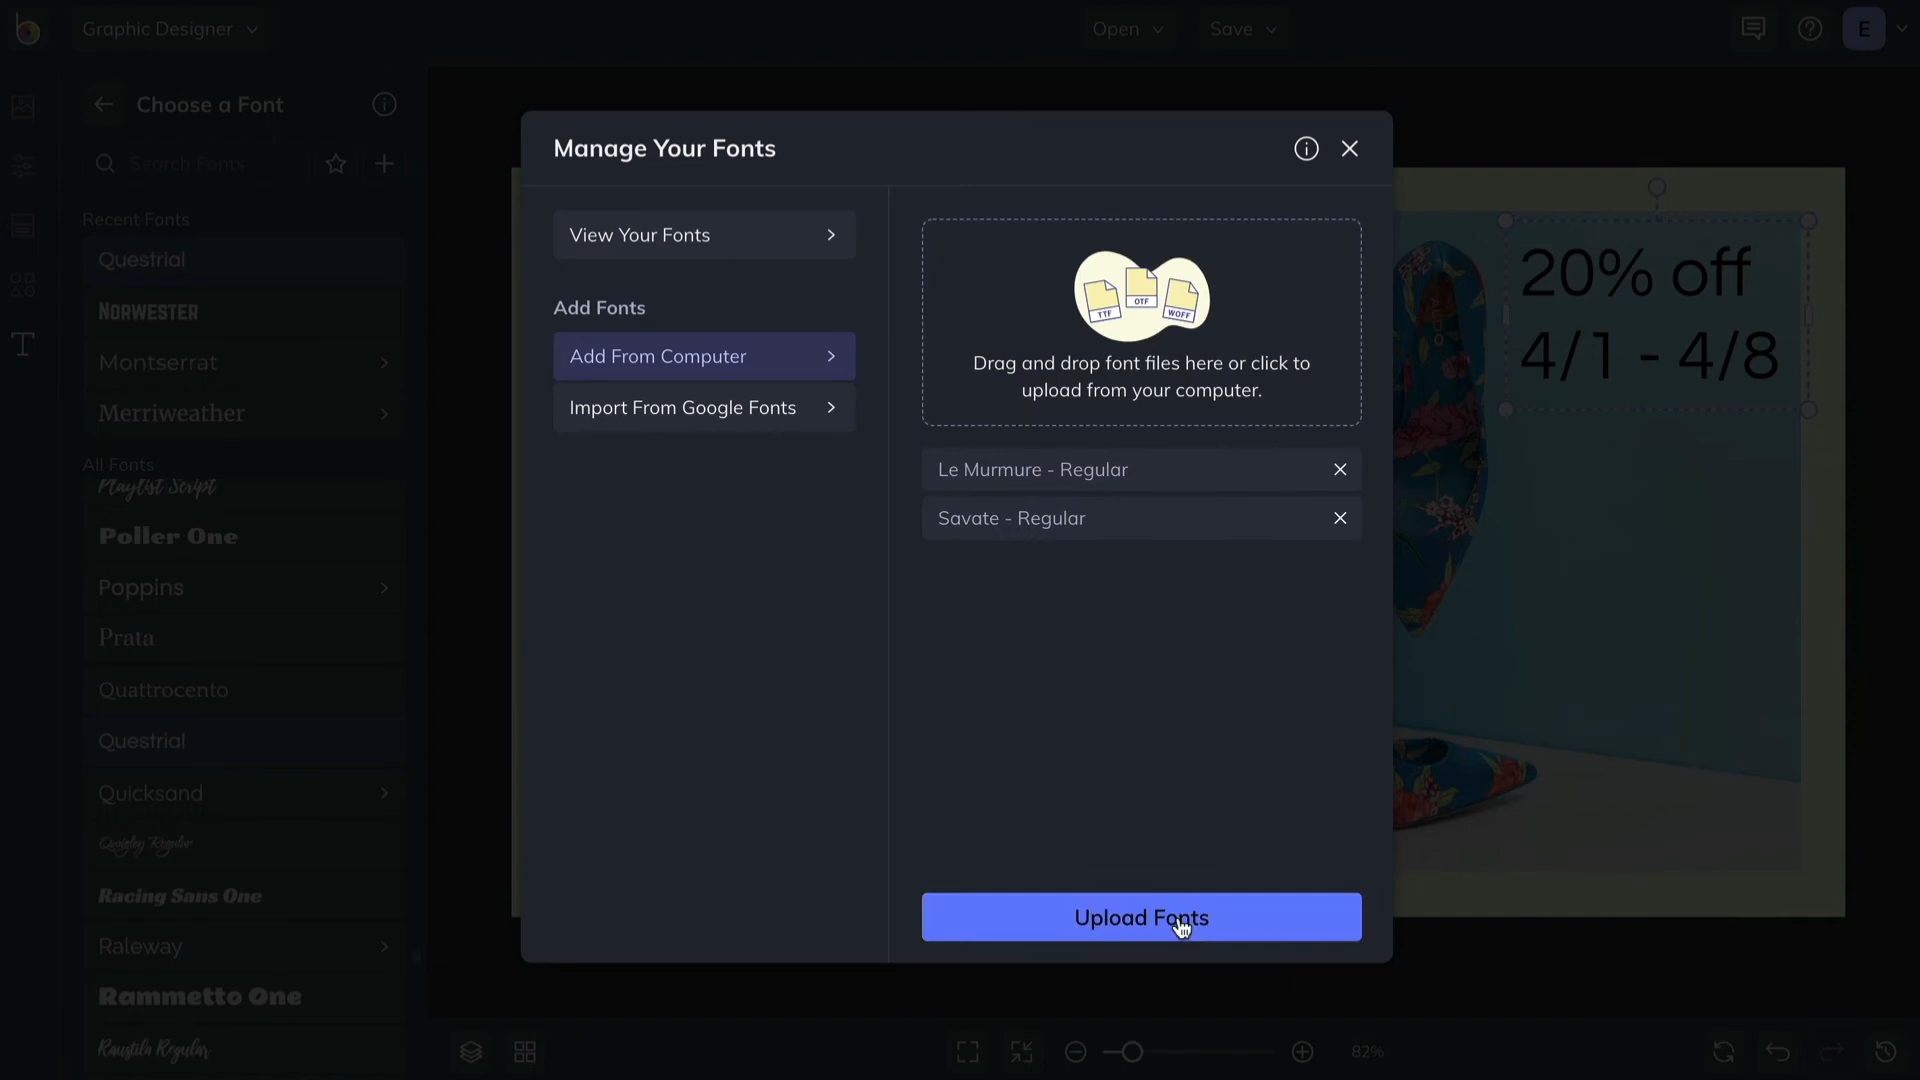 Graphic Designer
Open
Save
E
Choose a Font
Search Fonts
Recent Fonts
Questrial
Norwester
Montserrat
Merriweather
All Fonts
Playlist Script
Poller One
Poppins
Prata
Quattrocento
Questrial
Quicksand
Quigley Regular
Racing Sans One
Raleway
Rammetto One
Raustila Regular
Manage Your Fonts
View Your Fonts
Add Fonts
Add From Computer
Import From Google Fonts
TTF
OTF
WOFF
Drag and drop font files here or click to
upload from your computer.
Le Murmure - Regular
Savate - Regular
Upload Fonts
20% off
4/1 - 4/8
82%